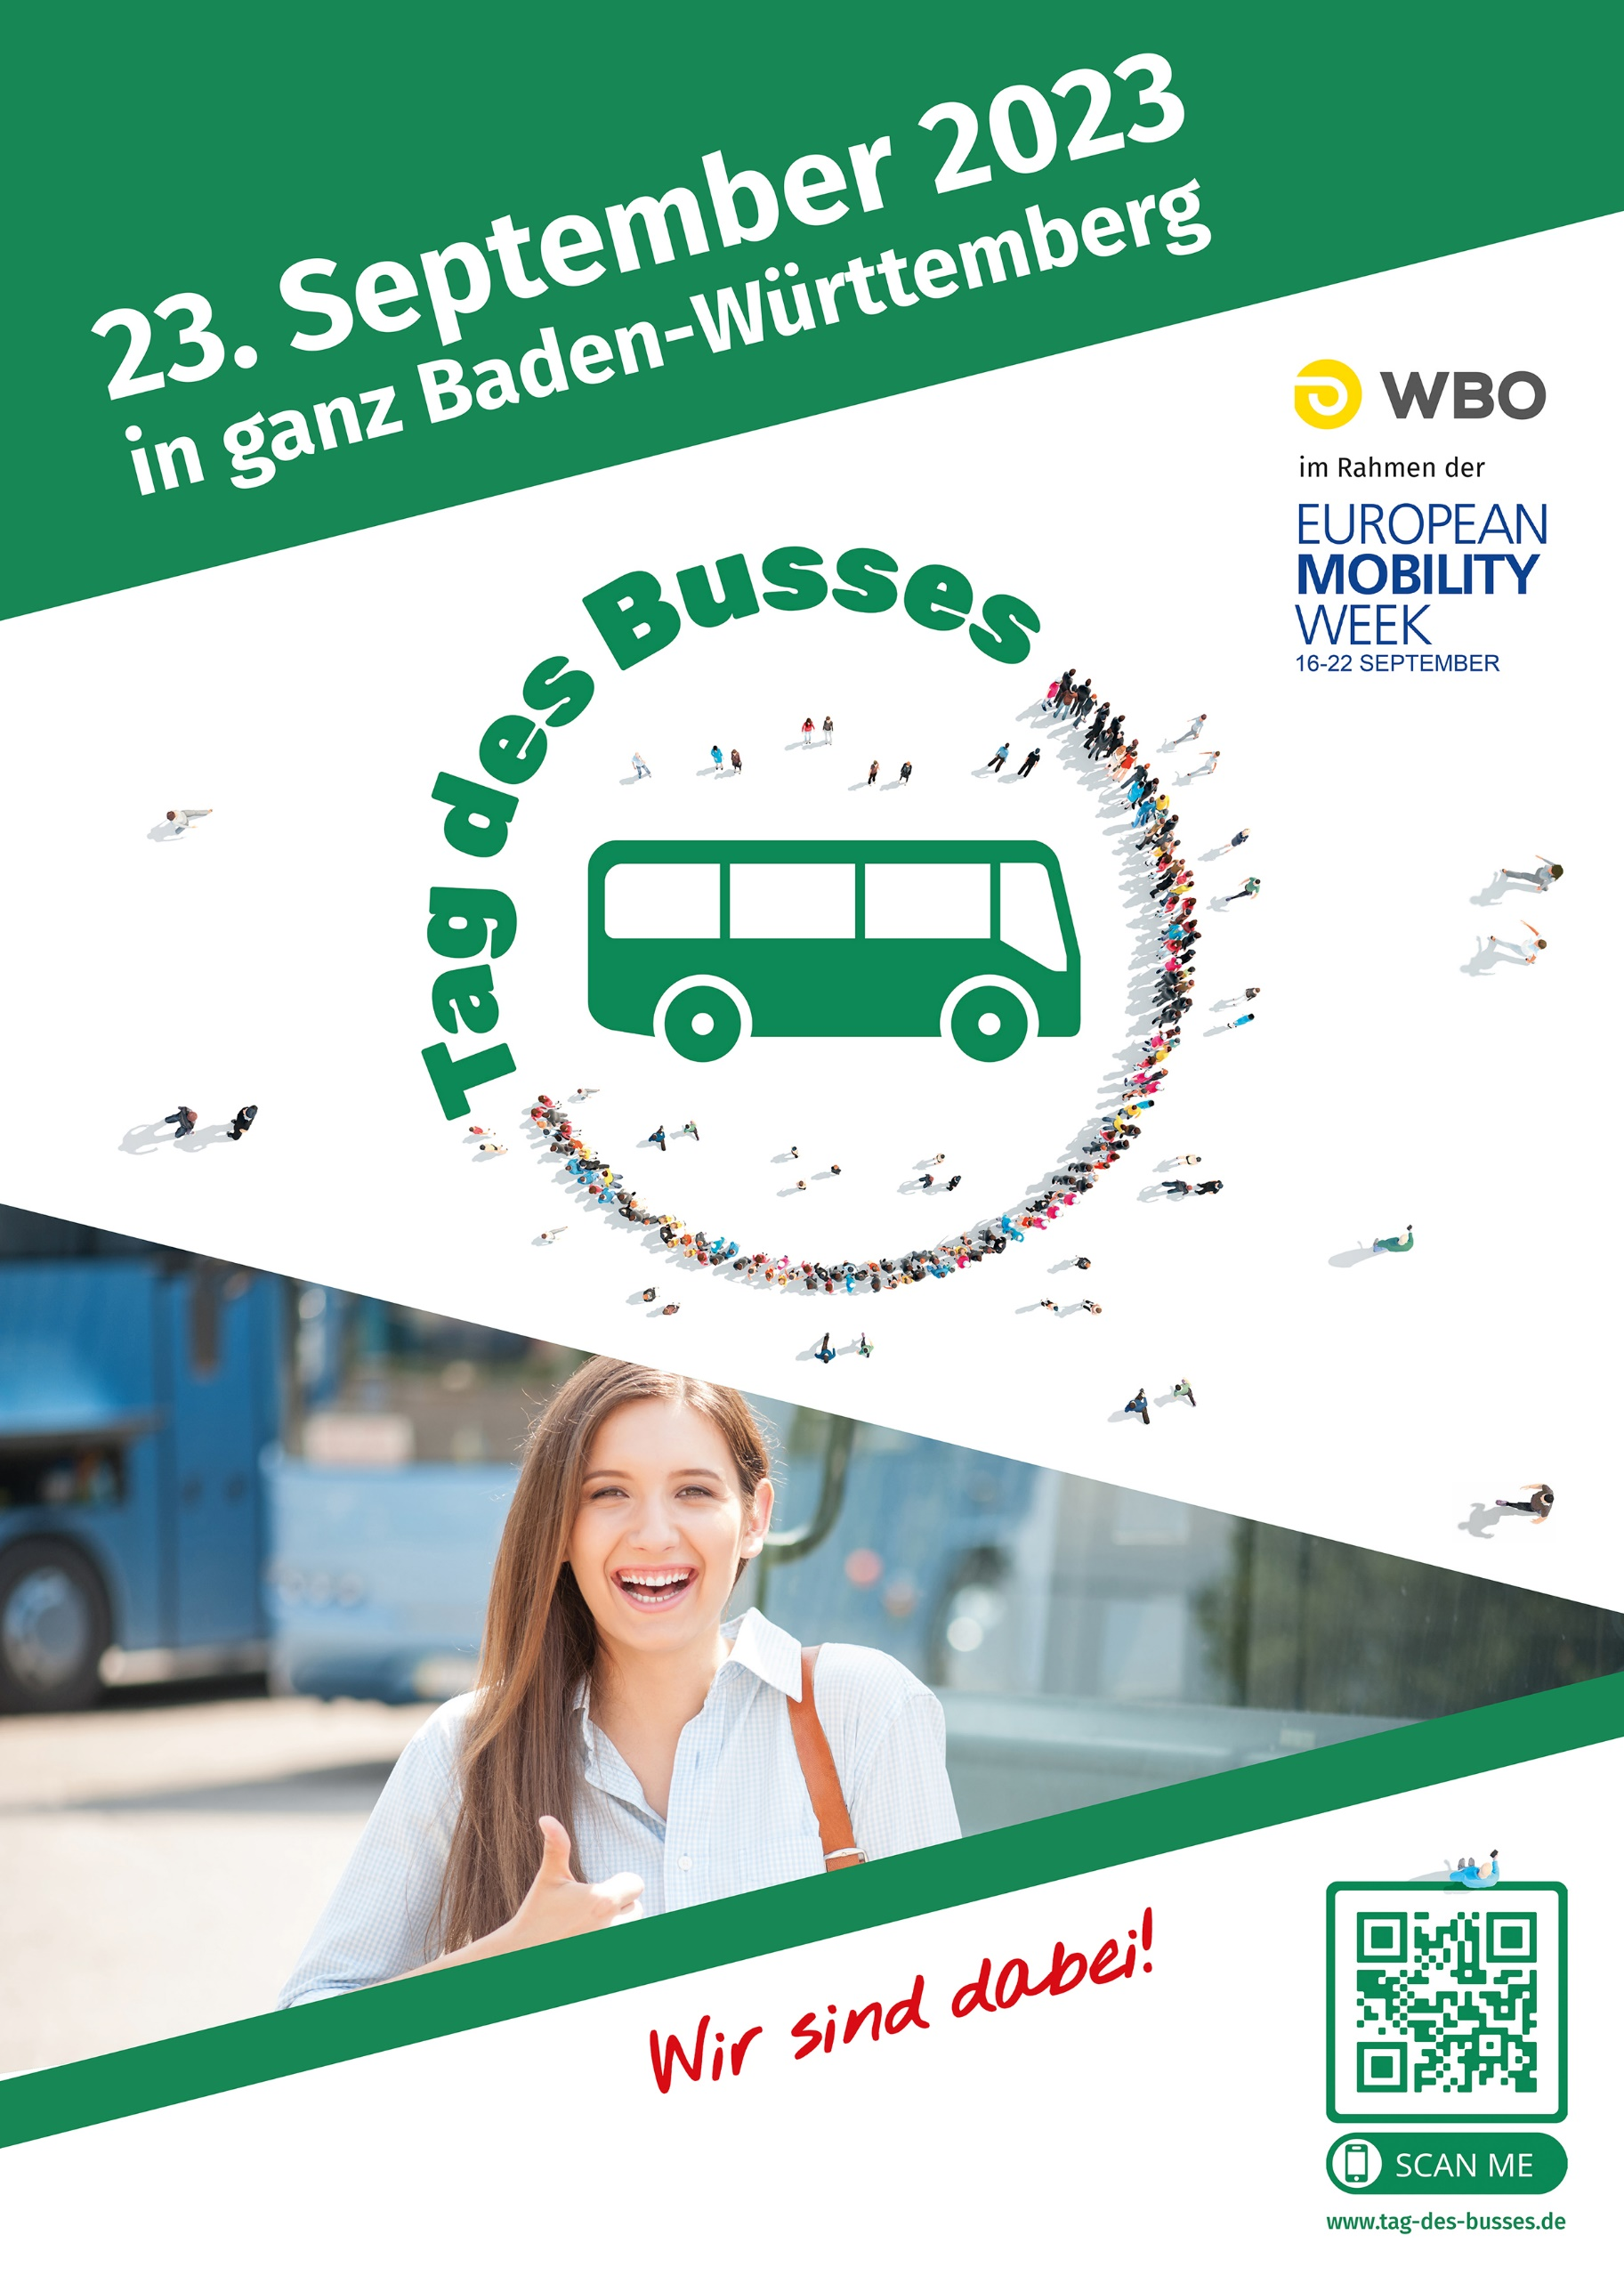 23. September 2023
in ganz Baden-Württemberg
WBO
im Rahmen der
EUROPEAN
MOBILITY
WEEK
16-22 SEPTEMBER
Tag des Busses
Wir sind dabei!
SCAN ME
www.tag-des-busses.de